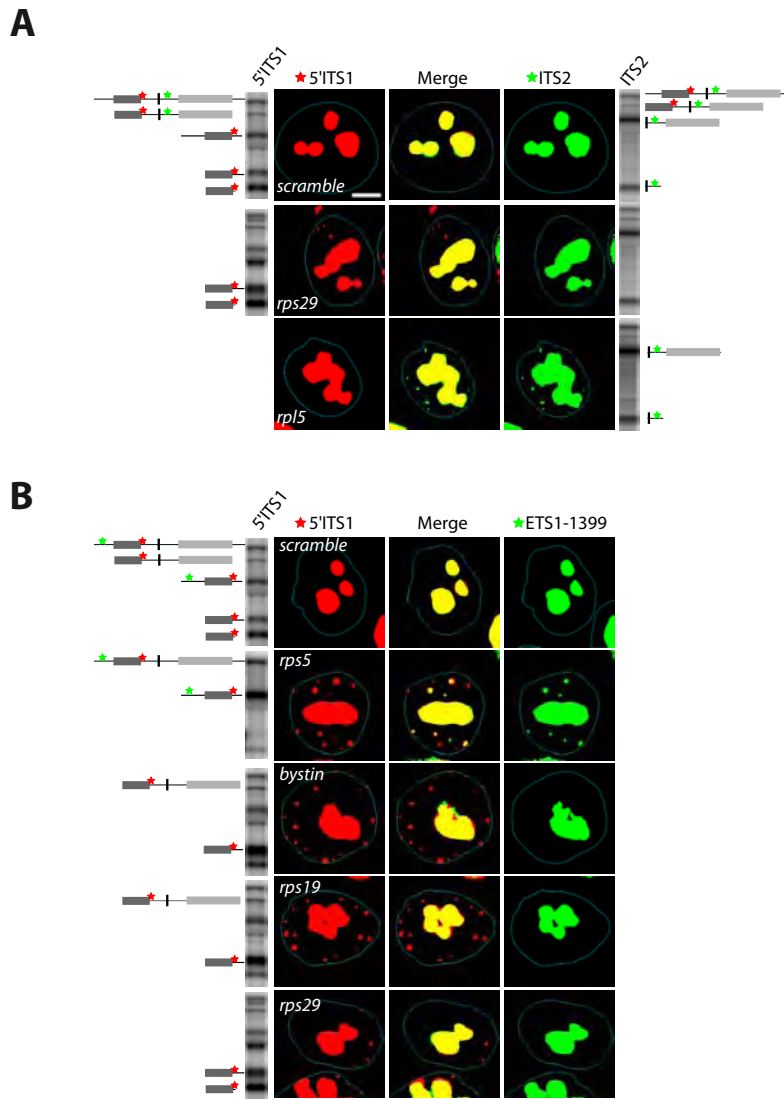 A
5'ITS1
★5'ITS1
Merge
★ITS2
ITS2
scramble
rps29
rpl5
B
5'ITS1
★5'ITS1
Merge
★ETS1-1399
scramble
rps5
bystin
rps19
rps29